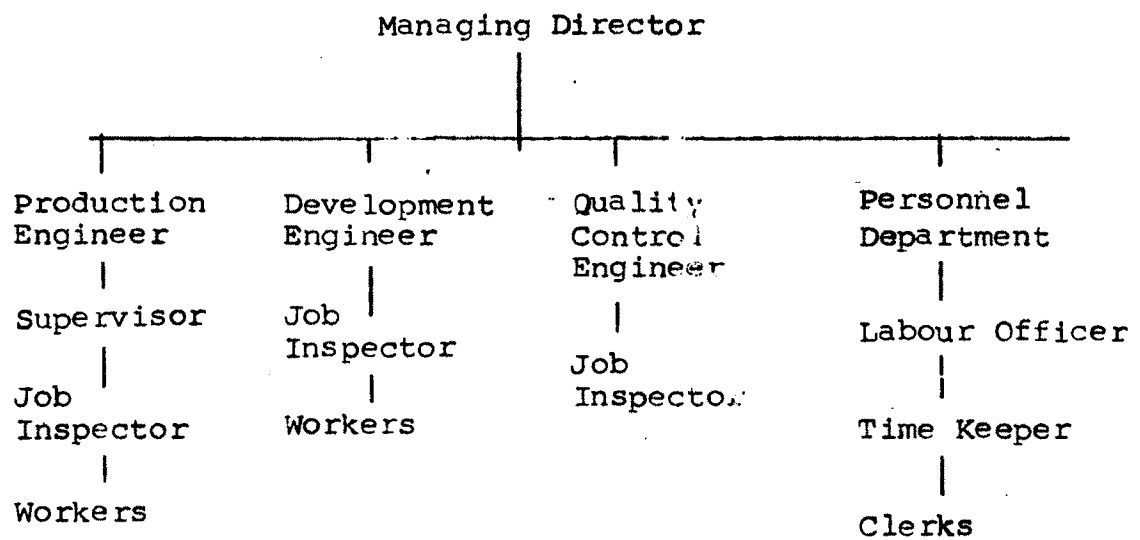 Managing Director
Production
Engineer
Supervisor
Job
Inspector
Workers
Development
Engineer
Job
Inspector
Workers
Quality
Control
Engineer
Job
Inspector
Personnel
Department
Labour Officer
Time Keeper
Clerks